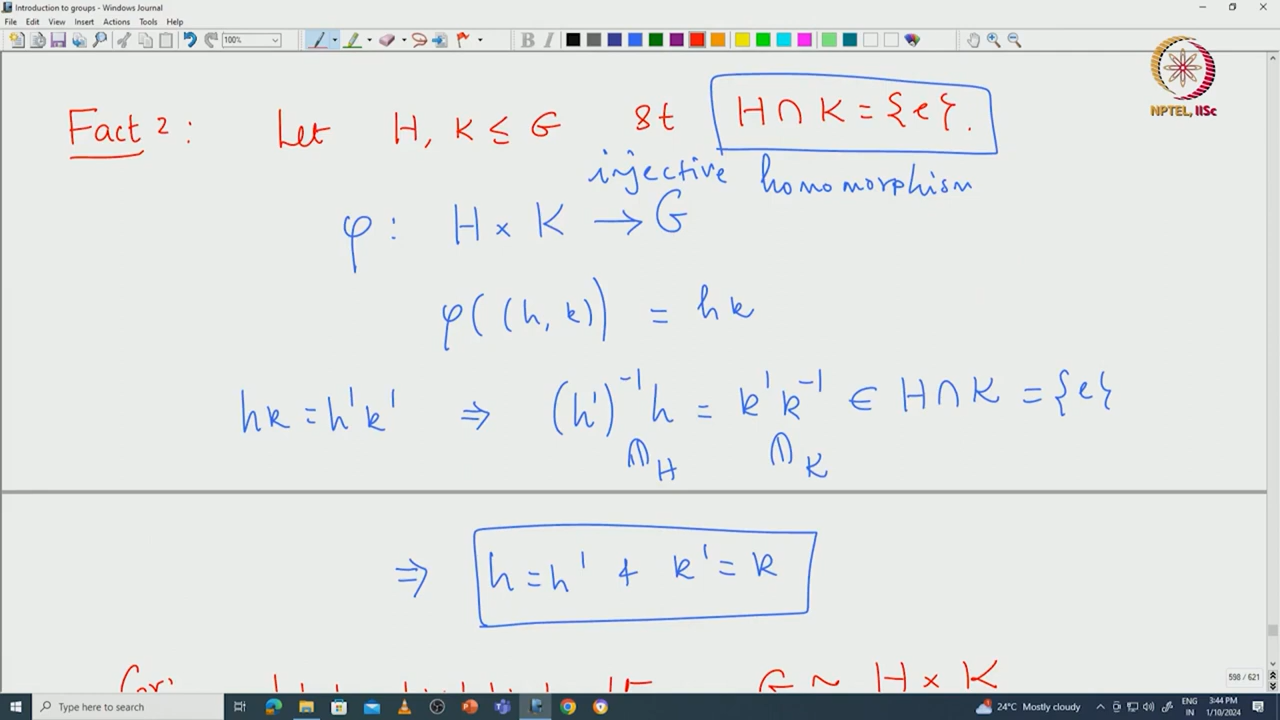 Introduction to groups - Windows Journal
File Edit View Insert Actions Tools Help
100%
B I
NPTEL, IISc
Fact 2: Let H, K ≤ G st H ∩ K = {e}.
injective homomorphism
φ: H × K → G
φ((h, k)) = hk
hk = h'k' ⇒ (h')⁻¹h = k'k⁻¹ ∈ H ∩ K = {e}
H K
⇒ h = h' & k' = k
Cor: G ~ H × K
598 / 621
Type here to search
24°C Mostly cloudy
ENG
IN
3:44 PM
1/10/2024